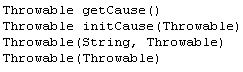 Throwable getCause()
Throwable initCause(Throwable)
Throwable(String, Throwable)
Throwable(Throwable)